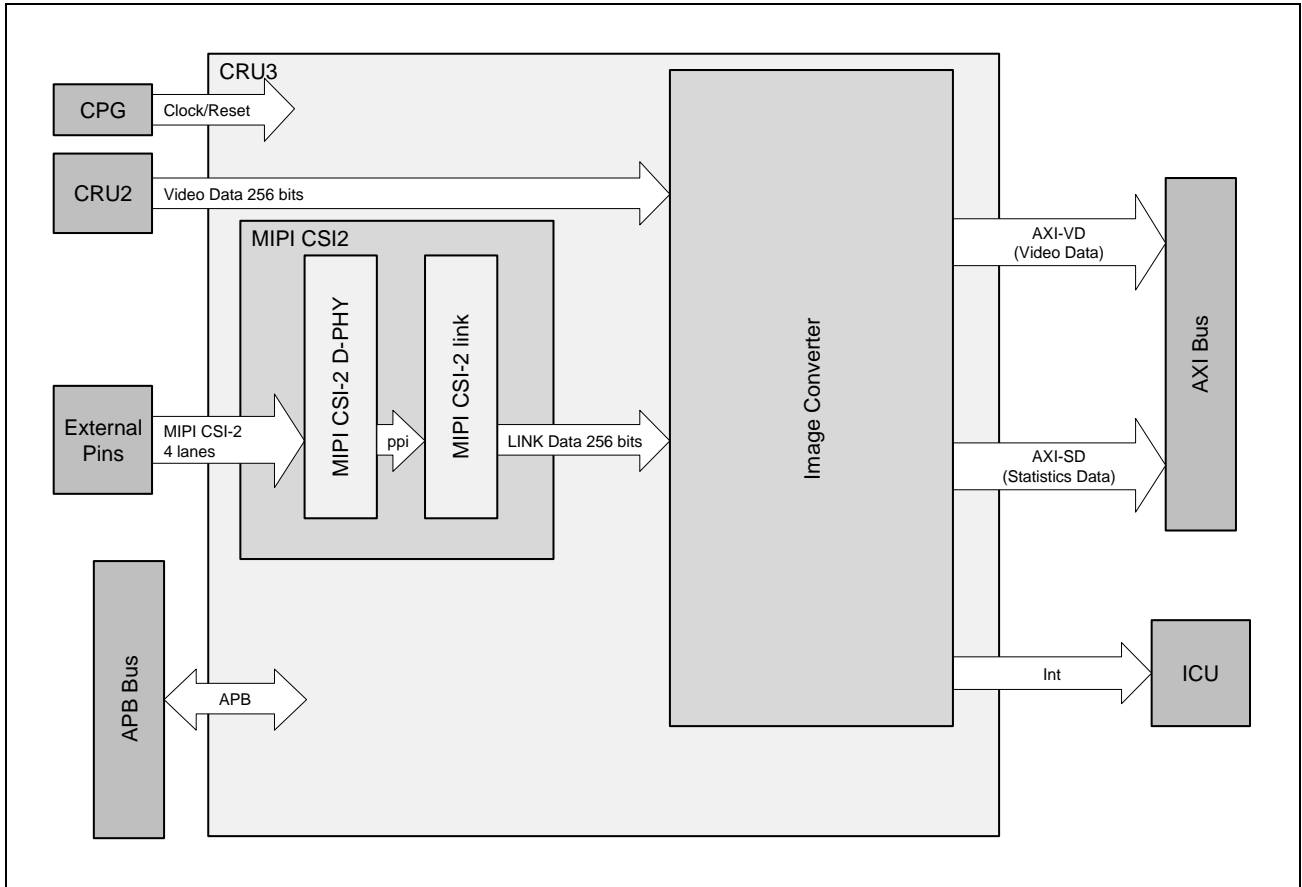 CRU3
CPG
Clock/Reset
CRU2
Video Data 256 bits
MIPI CSI2
MIPI CSI-2 D-PHY
MIPI CSI-2 link
External
Pins
MIPI CSI-2
4 lanes
ppi
LINK Data 256 bits
Image Converter
AXI-VD
(Video Data)
AXI-SD
(Statistics Data)
AXI Bus
APB Bus
APB
Int
ICU